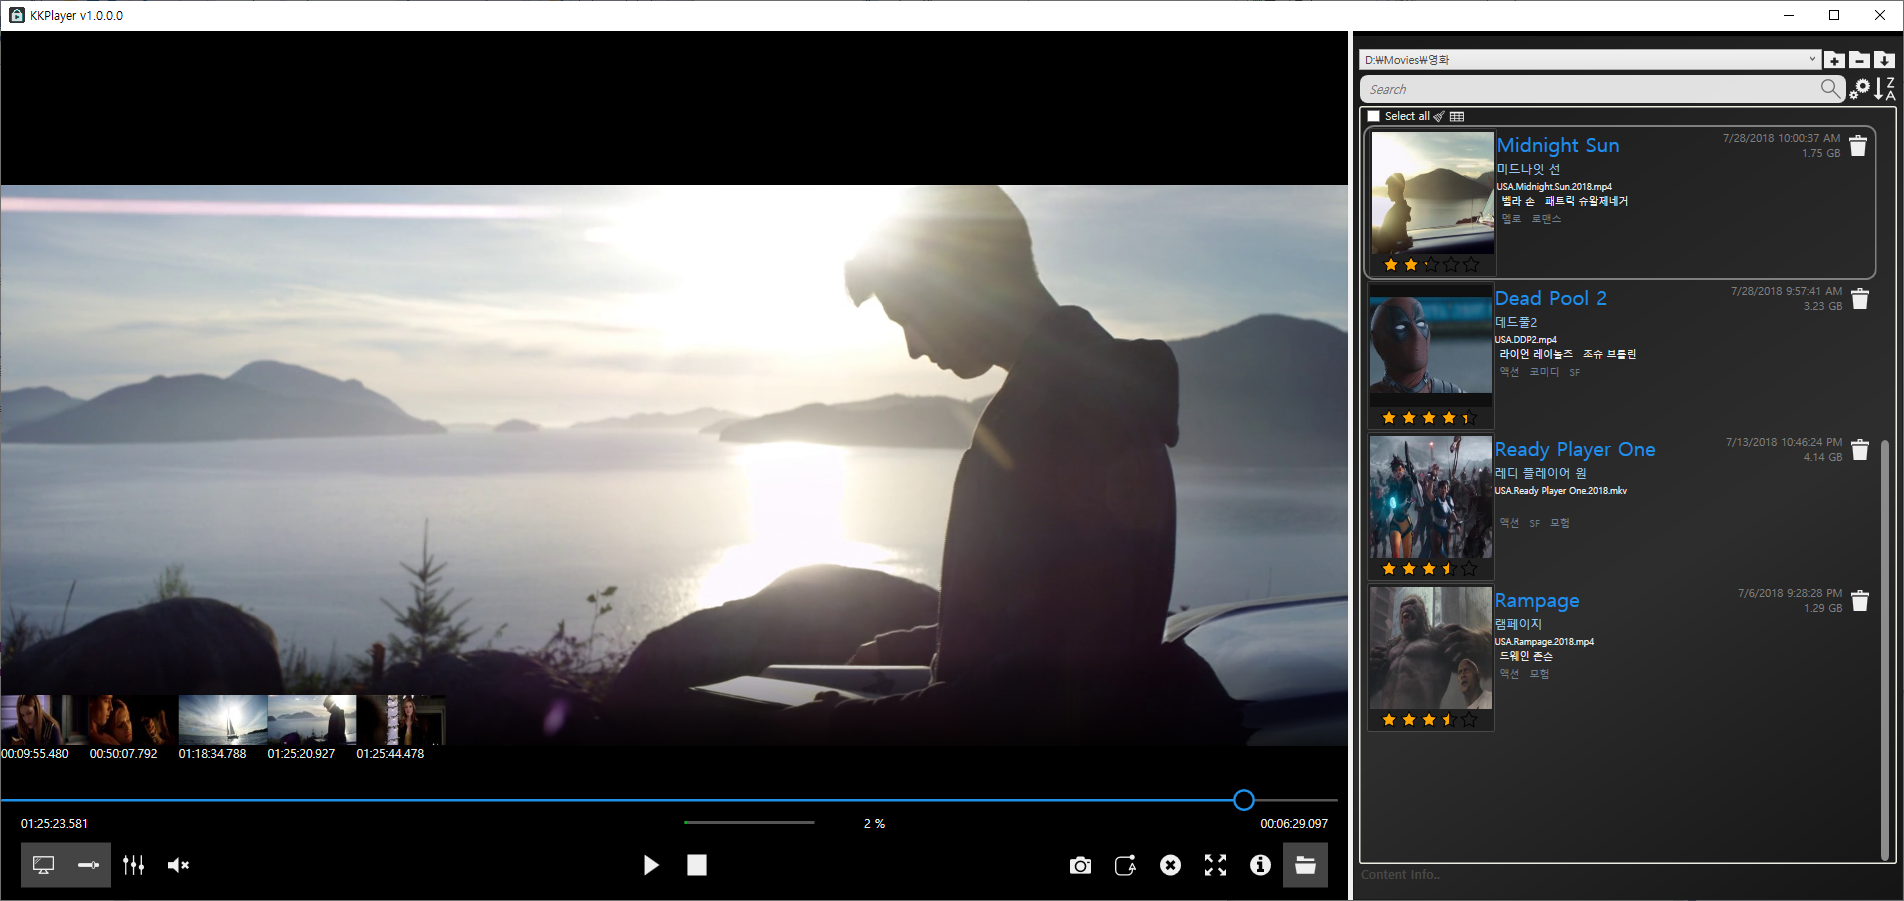 KKPlayer v1.0.0.0
D:₩Movies₩영화
Search
Z
A
Select all
Midnight Sun
7/28/2018 10:00:37 AM
1.75 GB
미드나잇 선
USA.Midnight.Sun.2018.mp4
벨라 손 패트릭 슈왈제네거
멜로 로맨스
Dead Pool 2
7/28/2018 9:57:41 AM
3.23 GB
데드풀2
USA.DDP2.mp4
라이언 레이놀즈 조슈 브롤린
액션 코미디 SF
Ready Player One
7/13/2018 10:46:24 PM
4.14 GB
레디 플레이어 원
USA.Ready Player One.2018.mkv
액션 SF 모험
Rampage
7/6/2018 9:28:28 PM
1.29 GB
램페이지
USA.Rampage.2018.mp4
드웨인 존슨
액션 모험
Content Info..
00:09:55.480
00:50:07.792
01:18:34.788
01:25:20.927
01:25:44.478
01:25:23.581
2 %
00:06:29.097